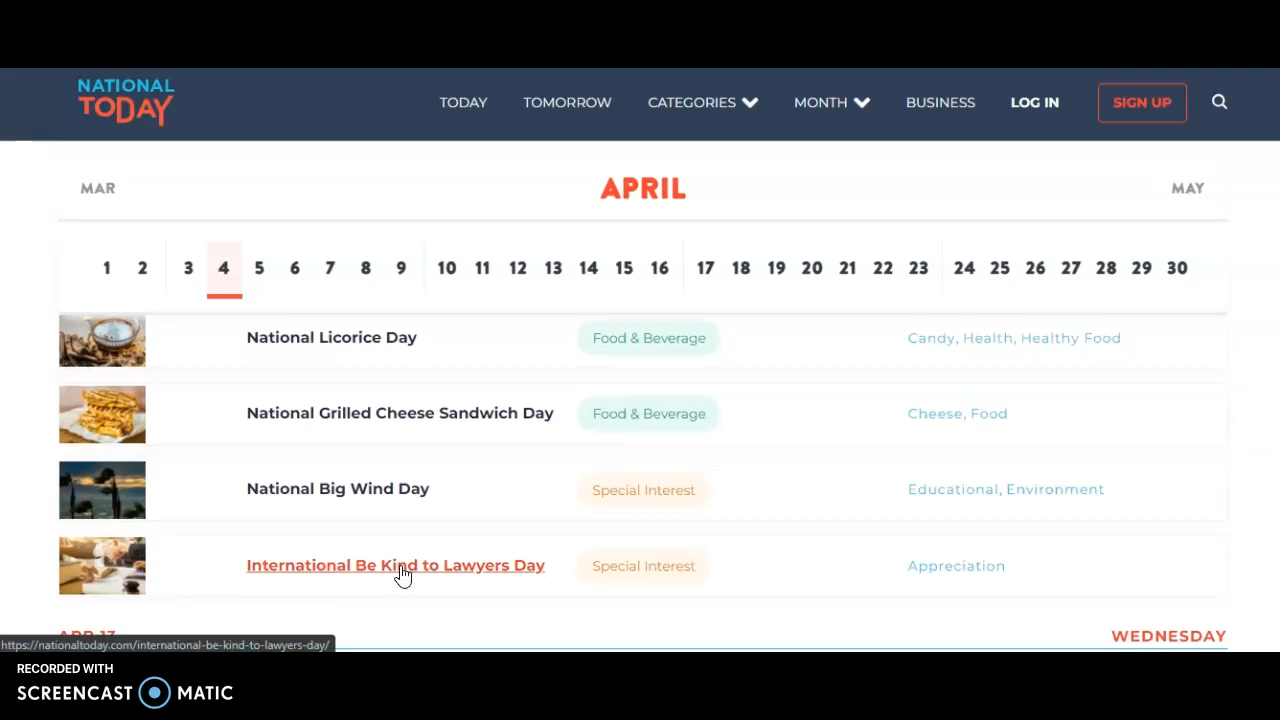 NATIONAL
TODAY
TODAY TOMORROW CATEGORIES MONTH BUSINESS LOG IN SIGN UP
MAR APRIL MAY
1 2 3 4 5 6 7 8 9 10 11 12 13 14 15 16 17 18 19 20 21 22 23 24 25 26 27 28 29 30
National Licorice Day Food & Beverage Candy, Health, Healthy Food
National Grilled Cheese Sandwich Day Food & Beverage Cheese, Food
National Big Wind Day Special Interest Educational, Environment
International Be Kind to Lawyers Day Special Interest Appreciation
APR 13 WEDNESDAY
https://nationaltoday.com/international-be-kind-to-lawyers-day/
RECORDED WITH
SCREENCAST MATIC